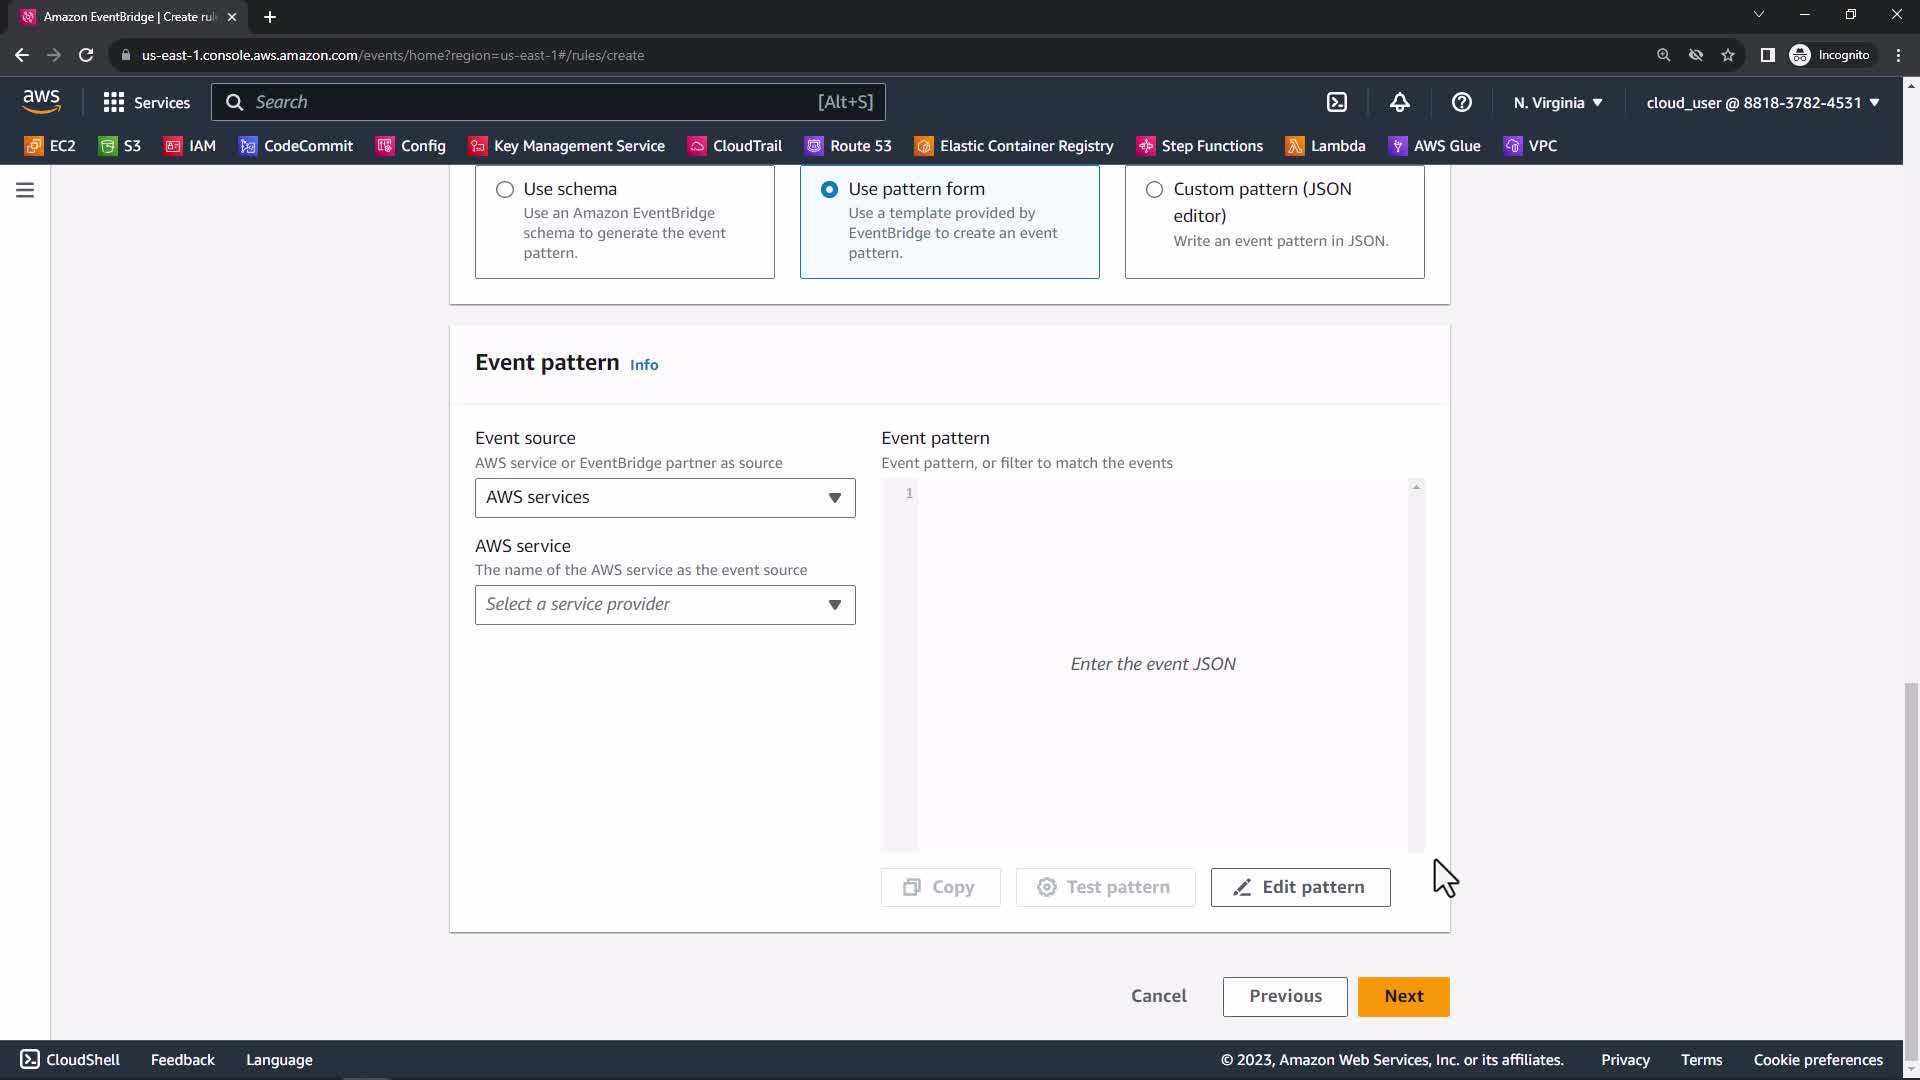 Amazon EventBridge | Create rul
us-east-1.console.aws.amazon.com/events/home?region=us-east-1#/rules/create
Incognito
aws
Services
Search
[Alt+S]
N. Virginia
cloud_user @ 8818-3782-4531
EC2
S3
IAM
CodeCommit
Config
Key Management Service
CloudTrail
Route 53
Elastic Container Registry
Step Functions
Lambda
AWS Glue
VPC
Use schema
Use an Amazon EventBridge
schema to generate the event
pattern.
Use pattern form
Use a template provided by
EventBridge to create an event
pattern.
Custom pattern (JSON
editor)
Write an event pattern in JSON.
Event pattern Info
Event source
AWS service or EventBridge partner as source
AWS services
AWS service
The name of the AWS service as the event source
Select a service provider
Event pattern
Event pattern, or filter to match the events
1
Enter the event JSON
Copy
Test pattern
Edit pattern
Cancel
Previous
Next
CloudShell
Feedback
Language
© 2023, Amazon Web Services, Inc. or its affiliates.
Privacy
Terms
Cookie preferences